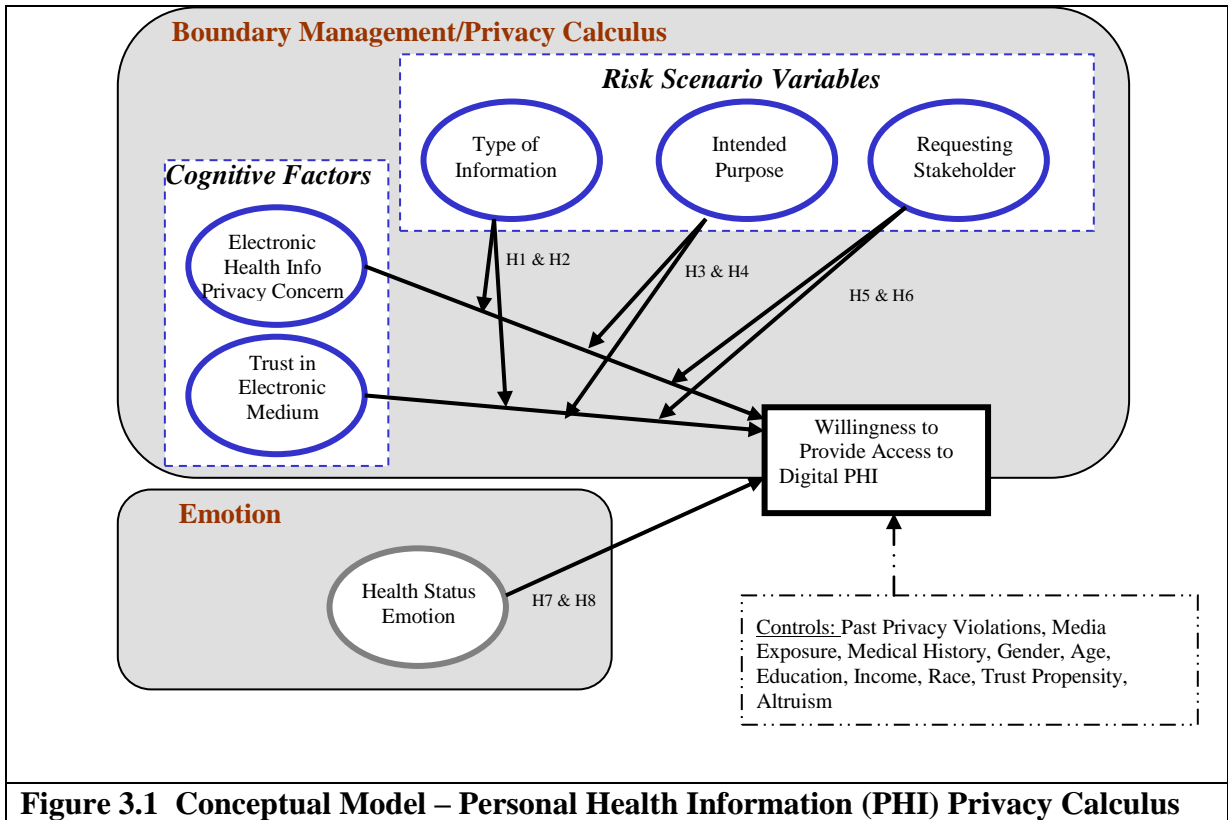 Boundary Management/Privacy Calculus
Risk Scenario Variables
Type of
Information
Intended
Purpose
Requesting
Stakeholder
Cognitive Factors
Electronic
Health Info
Privacy Concern
Trust in
Electronic
Medium
H1 & H2
H3 & H4
H5 & H6
Willingness to
Provide Access to
Digital PHI
Emotion
Health Status
Emotion
H7 & H8
Controls: Past Privacy Violations, Media
Exposure, Medical History, Gender, Age,
Education, Income, Race, Trust Propensity,
Altruism
Figure 3.1 Conceptual Model – Personal Health Information (PHI) Privacy Calculus